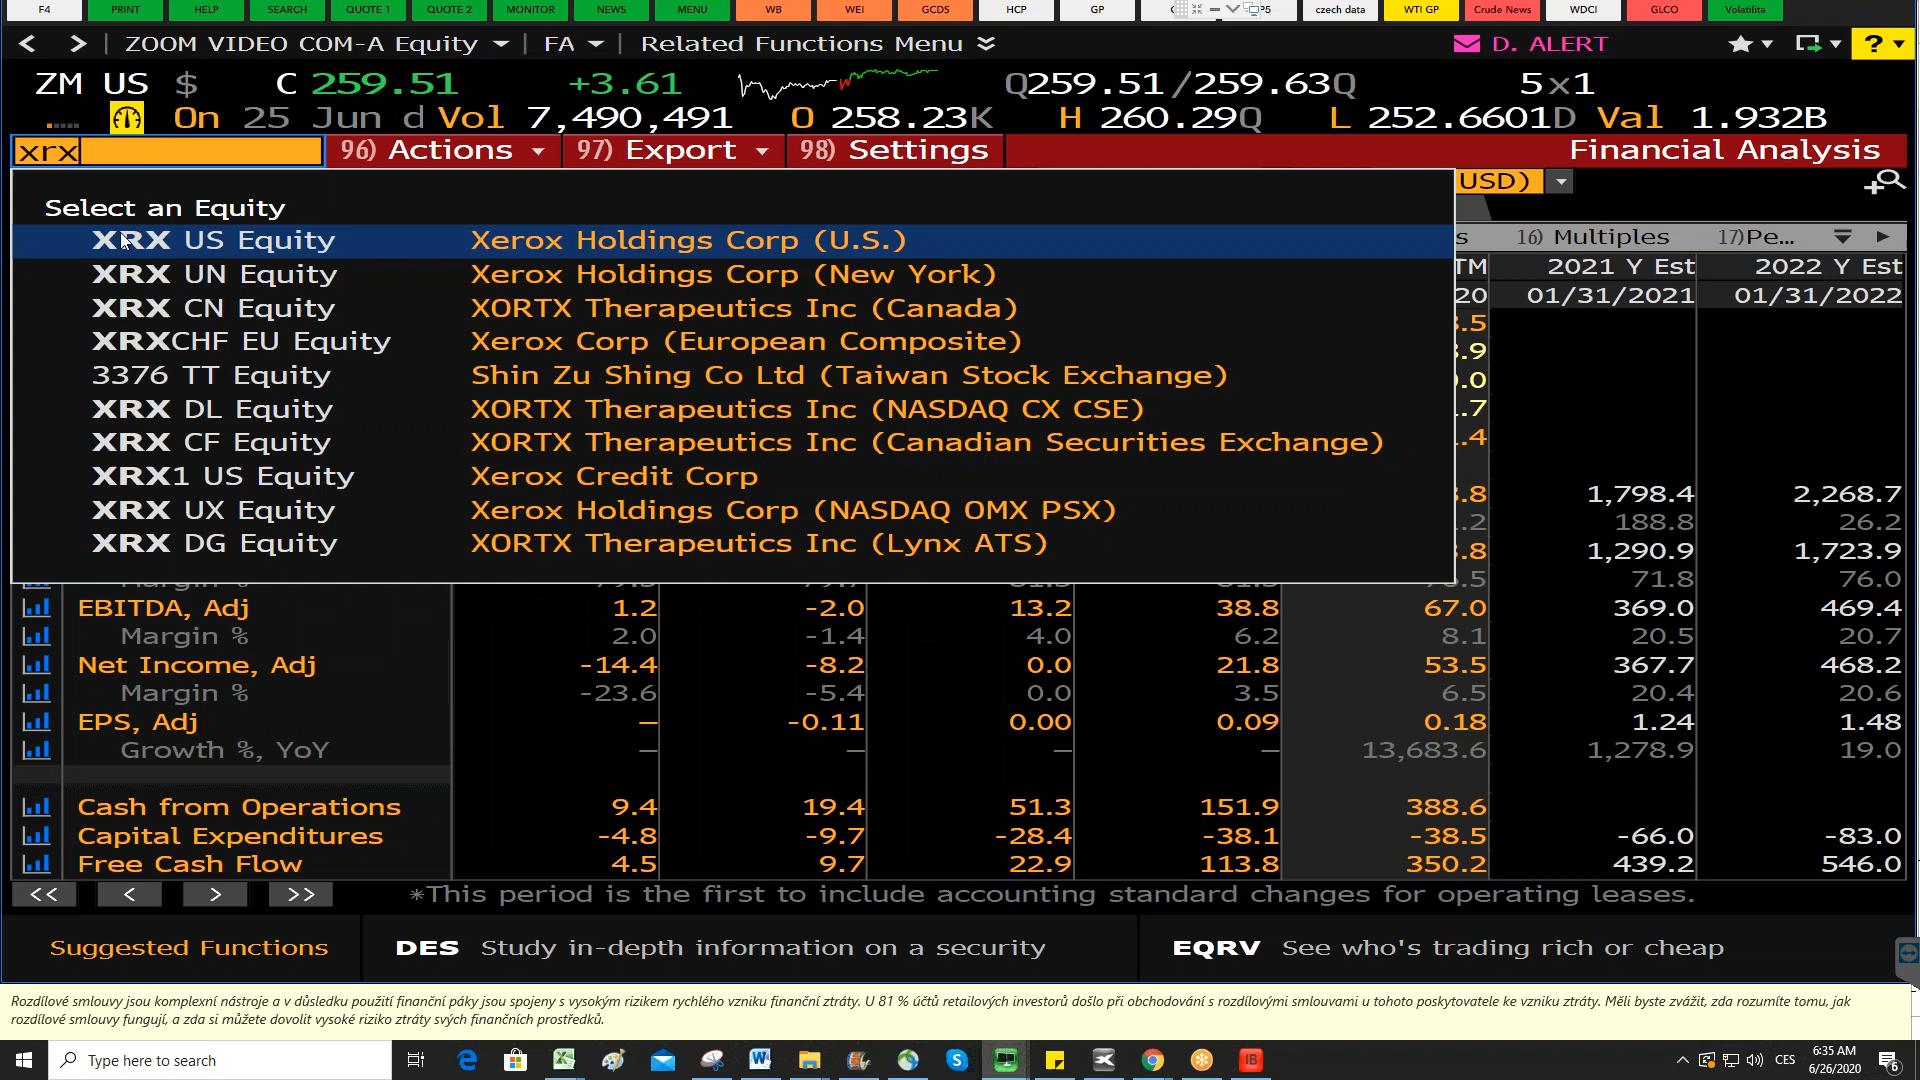 F4 PRINT HELP SEARCH QUOTE 1 QUOTE 2 MONITOR NEWS MENU WB WEI GCDS HCP GP czech data WTI GP Crude News WDCI GLCO Volatilita
< > ZOOM VIDEO COM-A Equity FA Related Functions Menu D. ALERT ?
ZM US $ C 259.51 +3.61 Q259.51/259.63Q 5x1
On 25 Jun d Vol 7,490,491 O 258.23K H 260.29Q L 252.6601D Val 1.932B
xrx 96) Actions 97) Export 98) Settings Financial Analysis
USD)
Select an Equity
XRX US Equity Xerox Holdings Corp (U.S.) s 16) Multiples 17)Pe...
XRX UN Equity Xerox Holdings Corp (New York) TM 2021 Y Est 2022 Y Est
20 01/31/2021 01/31/2022
XRX CN Equity XORTX Therapeutics Inc (Canada) .5
XRXCHF EU Equity Xerox Corp (European Composite) .9
3376 TT Equity Shin Zu Shing Co Ltd (Taiwan Stock Exchange) .0
XRX DL Equity XORTX Therapeutics Inc (NASDAQ CX CSE) .7
XRX CF Equity XORTX Therapeutics Inc (Canadian Securities Exchange) .4
XRX1 US Equity Xerox Credit Corp
.8 1,798.4 2,268.7
XRX UX Equity Xerox Holdings Corp (NASDAQ OMX PSX) .2 188.8 26.2
XRX DG Equity XORTX Therapeutics Inc (Lynx ATS) .8 1,290.9 1,723.9
.5 71.8 76.0
EBITDA, Adj 1.2 -2.0 13.2 38.8 67.0 369.0 469.4
Margin % 2.0 -1.4 4.0 6.2 8.1 20.5 20.7
Net Income, Adj -14.4 -8.2 0.0 21.8 53.5 367.7 468.2
Margin % -23.6 -5.4 0.0 3.5 6.5 20.4 20.6
EPS, Adj — -0.11 0.00 0.09 0.18 1.24 1.48
Growth %, YoY — — — — 13,683.6 1,278.9 19.0
Cash from Operations 9.4 19.4 51.3 151.9 388.6
Capital Expenditures -4.8 -9.7 -28.4 -38.1 -38.5 -66.0 -83.0
Free Cash Flow 4.5 9.7 22.9 113.8 350.2 439.2 546.0
<< < > >> *This period is the first to include accounting standard changes for operating leases.
Suggested Functions DES Study in-depth information on a security EQRV See who's trading rich or cheap
Rozdílové smlouvy jsou komplexní nástroje a v důsledku použití finanční páky jsou spojeny s vysokým rizikem rychlého vzniku finanční ztráty. U 81 % účtů retailových investorů došlo při obchodování s rozdílovými smlouvami u tohoto poskytovatele ke vzniku ztráty. Měli byste zvážit, zda rozumíte tomu, jak
rozdílové smlouvy fungují, a zda si můžete dovolit vysoké riziko ztráty svých finančních prostředků.
Type here to search CES 6:35 AM
6/26/2020 6